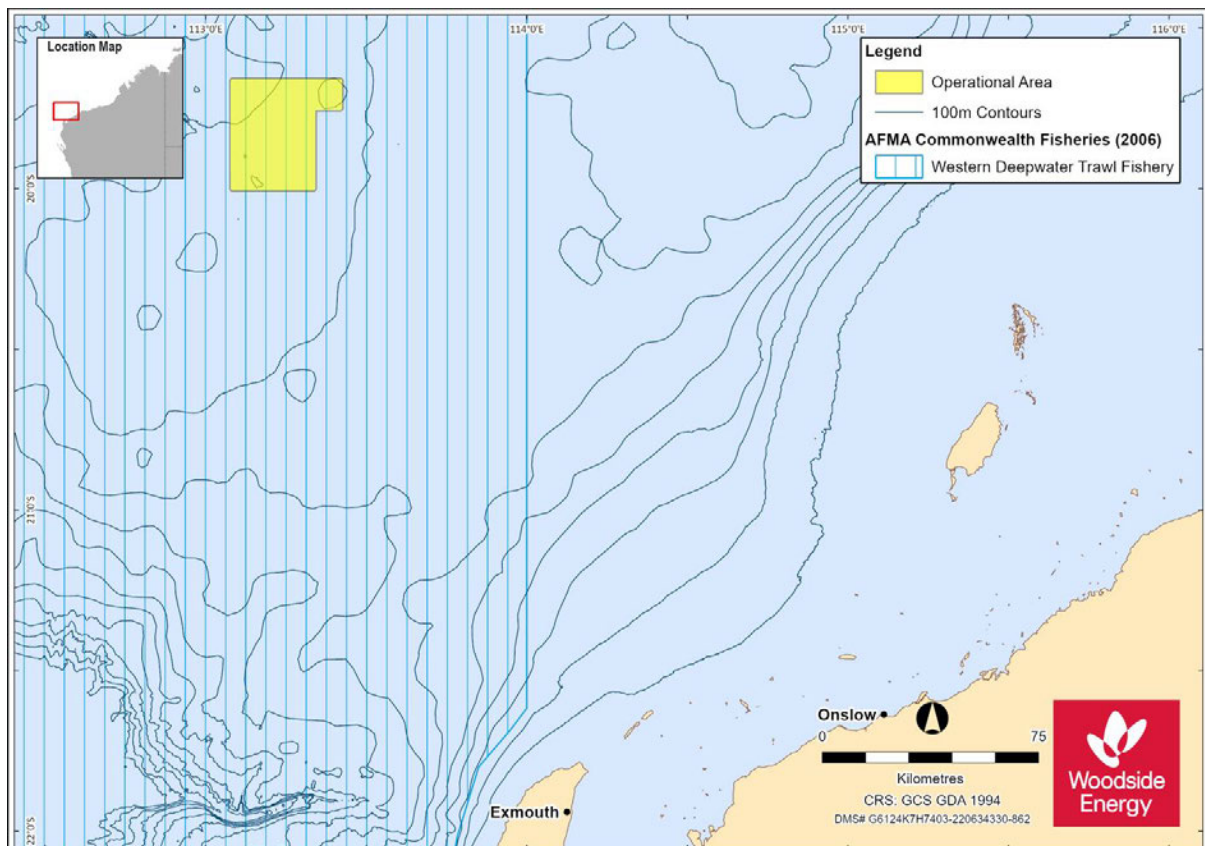 113°0'E
114°0'E
115°0'E
116°0'E
Location Map
Legend
Operational Area
100m Contours
AFMA Commonwealth Fisheries (2006)
Western Deepwater Trawl Fishery
20°0'S
21°0'S
22°0'S
Onslow
Exmouth
0
75
Kilometres
CRS: GCS GDA 1994
DMS# G6124K7H7403-220634330-862
Woodside
Energy